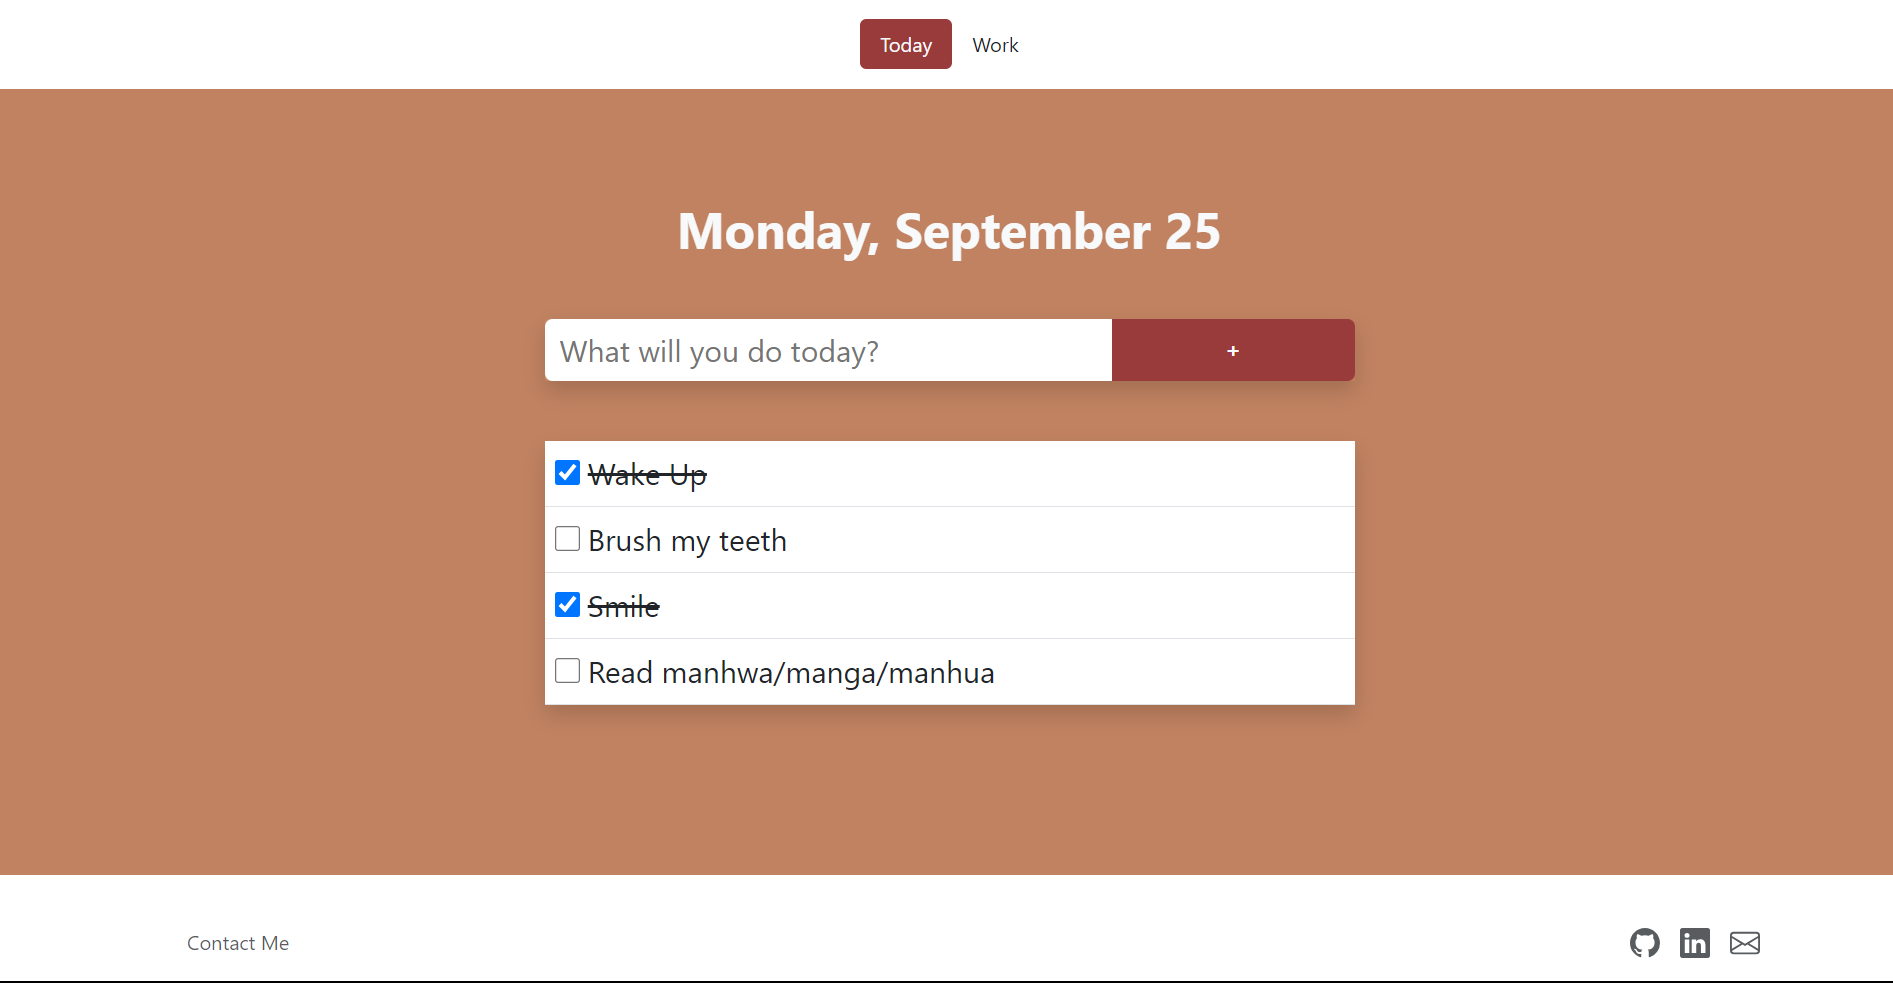 Today Work
Monday, September 25
What will you do today? +
Wake Up
Brush my teeth
Smile
Read manhwa/manga/manhua
Contact Me in